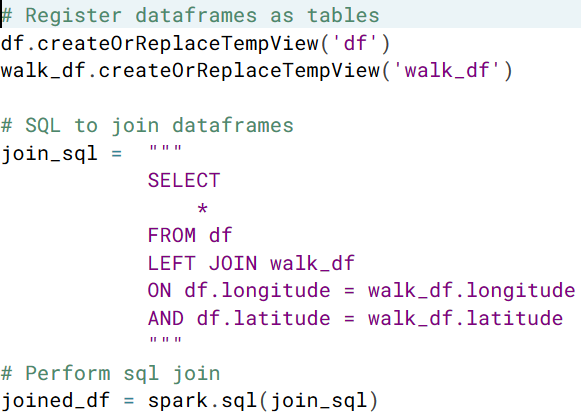 # Register dataframes as tables
df.createOrReplaceTempView('df')
walk_df.createOrReplaceTempView('walk_df')
# SQL to join dataframes
join_sql =  """
SELECT
*
FROM df
LEFT JOIN walk_df
ON df.longitude = walk_df.longitude
AND df.latitude = walk_df.latitude
"""
# Perform sql join
joined_df = spark.sql(join_sql)